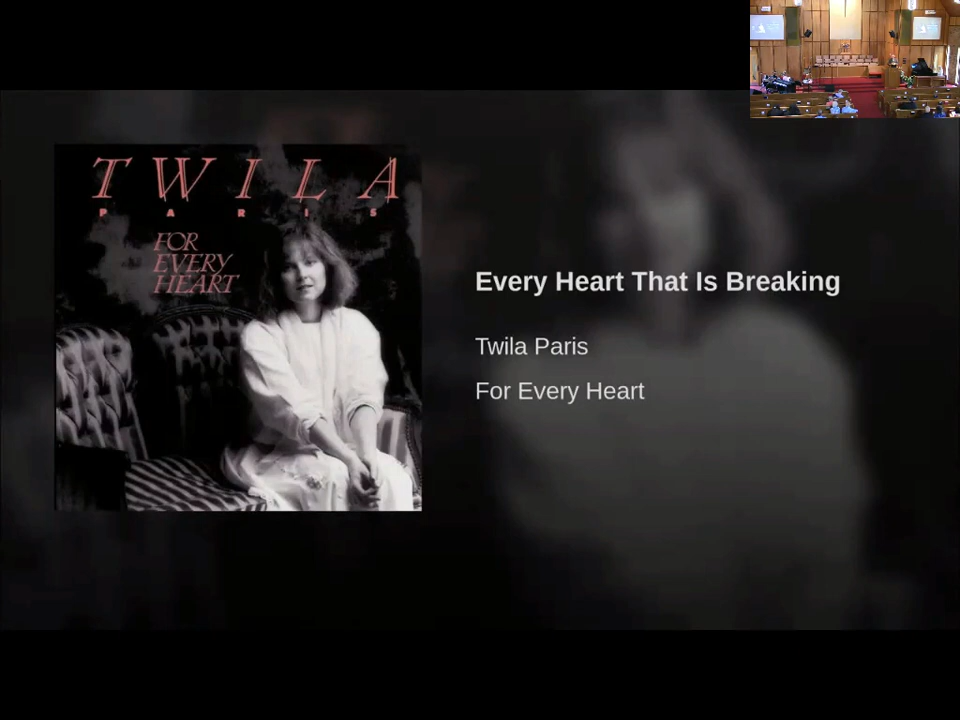 TWILA
PARIS
FOR
EVERY
HEART
Every Heart That Is Breaking
Twila Paris
For Every Heart